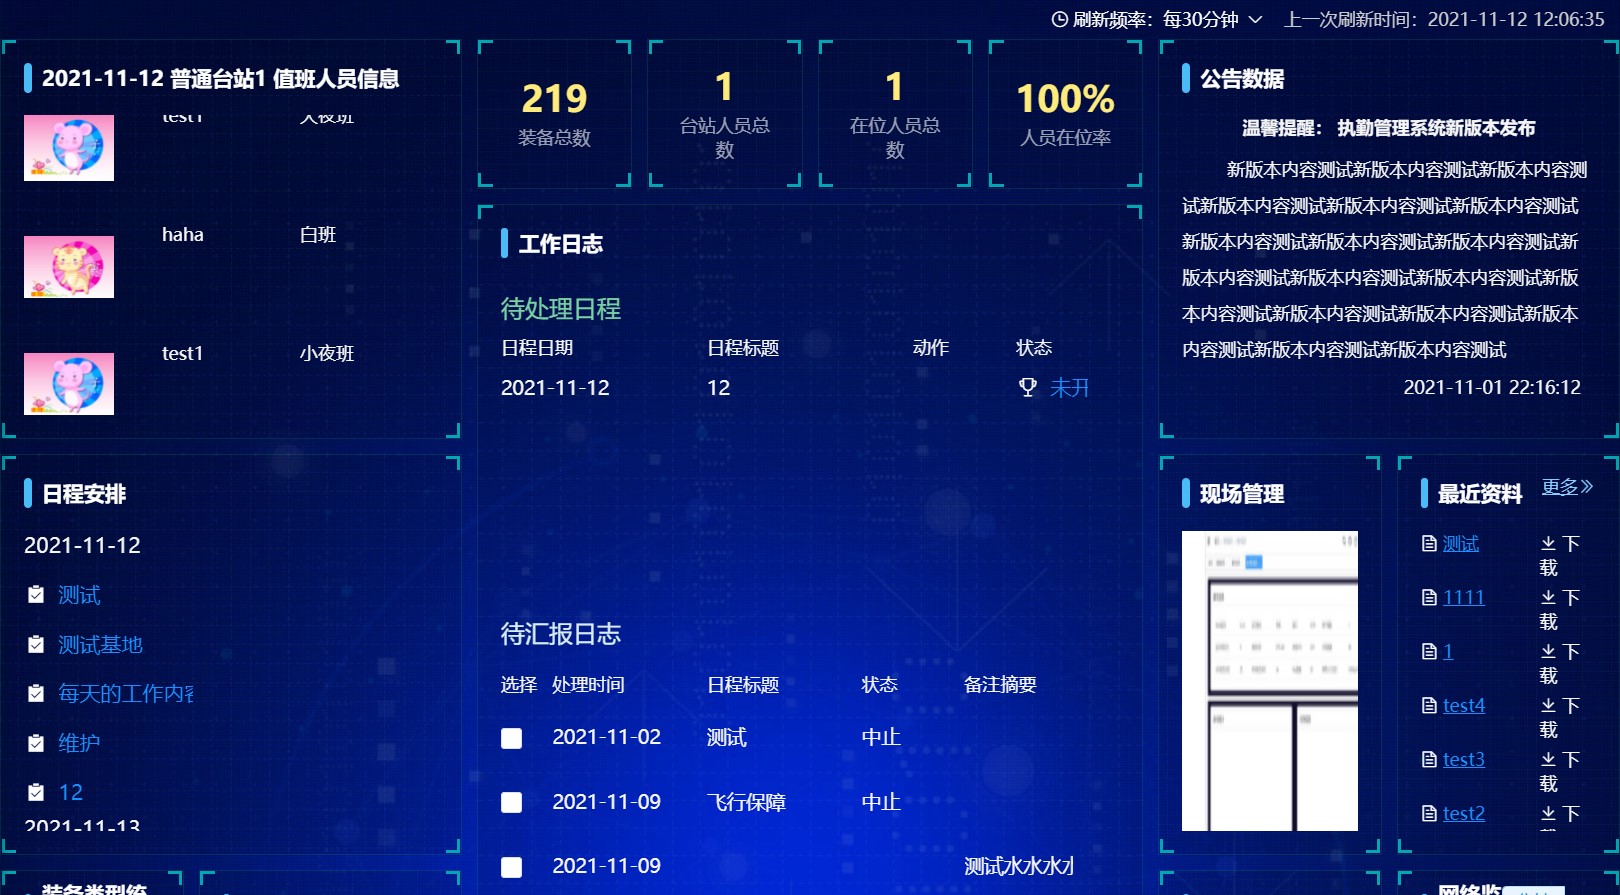 刷新频率: 每30分钟 上一次刷新时间: 2021-11-12 12:06:35
2021-11-12 普通台站1 值班人员信息
test1 大夜班
haha 白班
test1 小夜班
219
装备总数
1
台站人员总
数
1
在位人员总
数
100%
人员在位率
公告数据
温馨提醒: 执勤管理系统新版本发布
新版本内容测试新版本内容测试新版本内容测
试新版本内容测试新版本内容测试新版本内容测试
新版本内容测试新版本内容测试新版本内容测试新
版本内容测试新版本内容测试新版本内容测试新版
本内容测试新版本内容测试新版本内容测试新版本
内容测试新版本内容测试新版本内容测试
2021-11-01 22:16:12
工作日志
待处理日程
日程日期 日程标题 动作 状态
2021-11-12 12 未开
待汇报日志
选择 处理时间 日程标题 状态 备注摘要
2021-11-02 测试 中止
2021-11-09 飞行保障 中止
2021-11-09 测试水水水
日程安排
2021-11-12
测试
测试基地
每天的工作内容
维护
12
2021-11-13
现场管理
最近资料 更多
测试 下
载
1111 下
载
1 下
载
test4 下
载
test3 下
载
test2 下
装备类型统
网络监